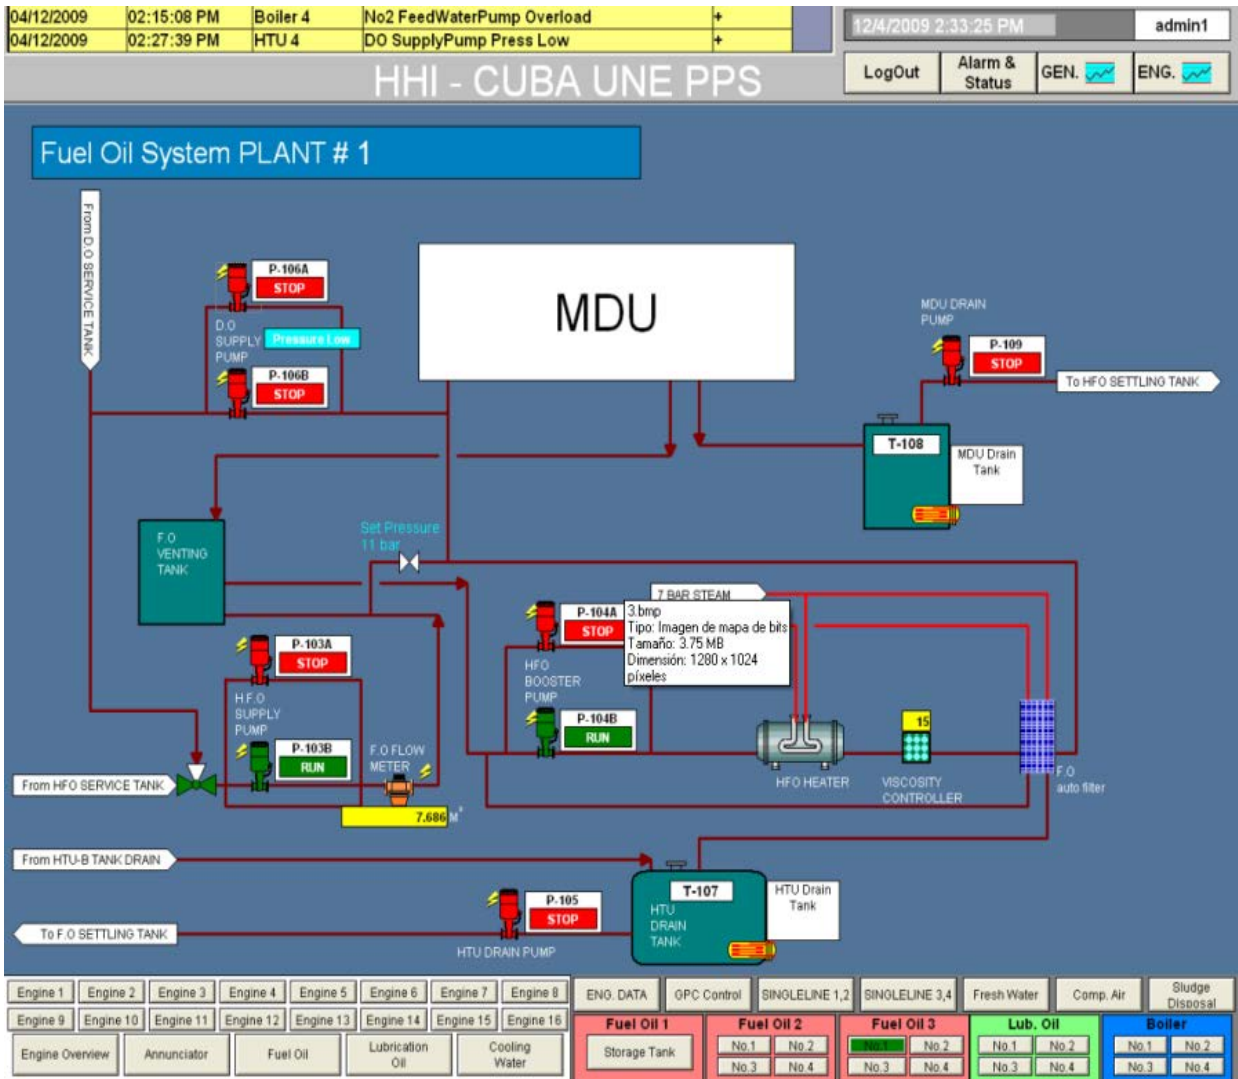 04/12/2009 02:15:08 PM Boiler 4 No2 FeedWaterPump Overload +
04/12/2009 02:27:39 PM HTU 4 DO SupplyPump Press Low +
12/4/2009 2:33:25 PM admin1
HHI - CUBA UNE PPS
LogOut
Alarm &
Status
GEN.
ENG.
Fuel Oil System PLANT # 1
From D.O SERVICE TANK
P-106A
STOP
D.O
SUPPLY
PUMP
Pressure Low
P-106B
STOP
MDU
MDU DRAIN
PUMP
P-109
STOP
To HFO SETTLING TANK
T-108
MDU Drain
Tank
F.O
VENTING
TANK
Set Pressure
11 bar
7 BAR STEAM
P-104A
STOP
3.bmp
Tipo: Imagen de mapa de bits
Tamaño: 3.75 MB
Dimensión: 1280 x 1024
píxeles
HFO
BOOSTER
PUMP
P-104B
RUN
P-103A
STOP
H.F.O
SUPPLY
PUMP
P-103B
RUN
F.O FLOW
METER
7.686 M³
From HFO SERVICE TANK
HFO HEATER
15
VISCOSITY
CONTROLLER
F.O
auto filter
From HTU-B TANK DRAIN
T-107
HTU
DRAIN
TANK
HTU Drain
Tank
P-105
STOP
To F.O SETTLING TANK
HTU DRAIN PUMP
Engine 1 Engine 2 Engine 3 Engine 4 Engine 5 Engine 6 Engine 7 Engine 8
Engine 9 Engine 10 Engine 11 Engine 12 Engine 13 Engine 14 Engine 15 Engine 16
Engine Overview
Annunciator
Fuel Oil
Lubrication
Oil
Cooling
Water
ENG. DATA
GPC Control
SINGLELINE 1,2
SINGLELINE 3,4
Fresh Water
Comp. Air
Sludge
Disposal
Fuel Oil 1
Storage Tank
Fuel Oil 2
No.1 No.2
No.3 No.4
Fuel Oil 3
No.1 No.2
No.3 No.4
Lub. Oil
No.1 No.2
No.3 No.4
Boiler
No.1 No.2
No.3 No.4